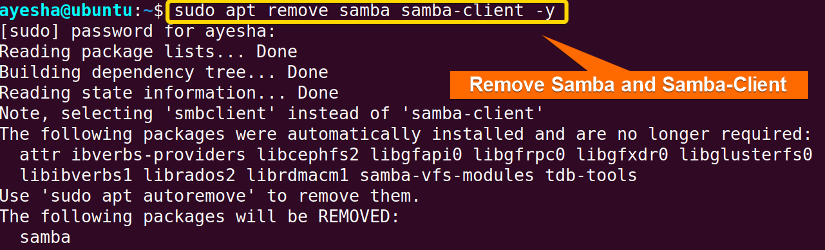 ayesha@ubuntu:~$ sudo apt remove samba samba-client -y
[sudo] password for ayesha:
Reading package lists... Done
Building dependency tree... Done
Reading state information... Done
Remove Samba and Samba-Client
Note, selecting 'smbclient' instead of 'samba-client'
The following packages were automatically installed and are no longer required:
  attr ibverbs-providers libcephfs2 libgfapi0 libgfrpc0 libgfxdr0 libglusterfs0
  libibverbs1 librados2 librdmacm1 samba-vfs-modules tdb-tools
Use 'sudo apt autoremove' to remove them.
The following packages will be REMOVED:
  samba